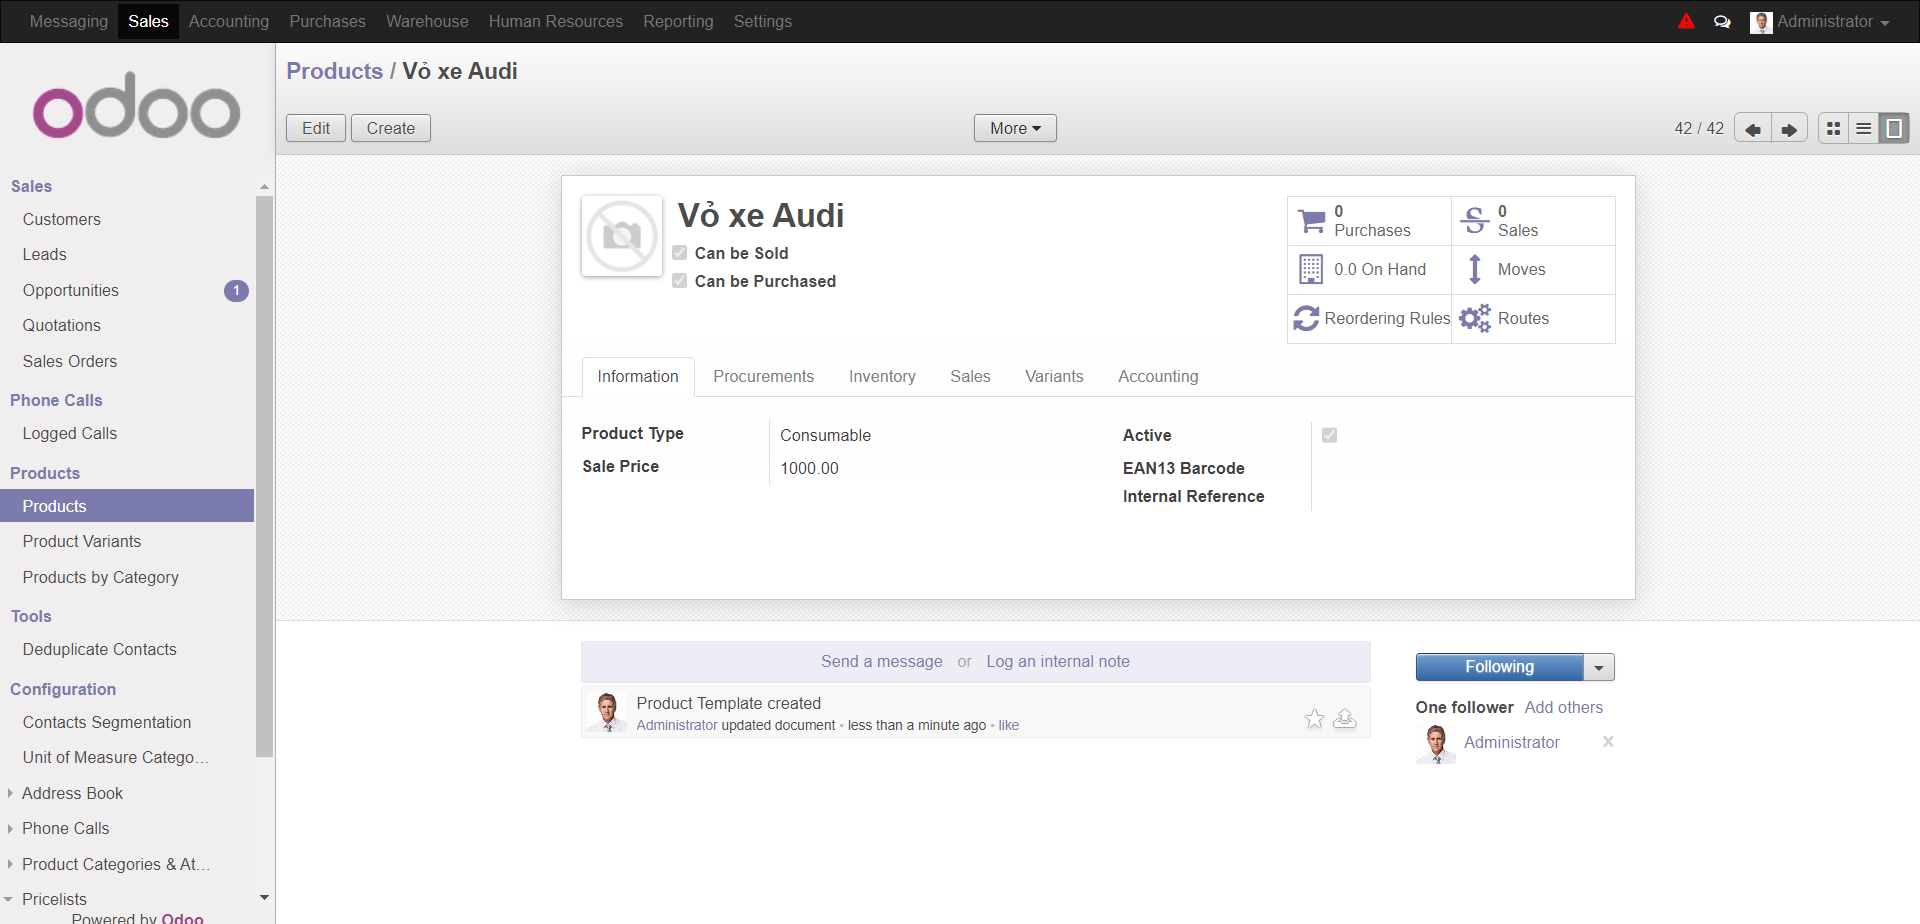 Messaging Sales Accounting Purchases Warehouse Human Resources Reporting Settings Administrator
odoo
Products / Vỏ xe Audi
Edit Create More 42 / 42
Sales
Customers
Leads
Opportunities 1
Quotations
Sales Orders
Phone Calls
Logged Calls
Products
Products
Product Variants
Products by Category
Tools
Deduplicate Contacts
Configuration
Contacts Segmentation
Unit of Measure Catego...
Address Book
Phone Calls
Product Categories & At...
Pricelists
Powered by Odoo
Vỏ xe Audi
Can be Sold
Can be Purchased
0
Purchases
0
Sales
0.0 On Hand
Moves
Reordering Rules
Routes
Information Procurements Inventory Sales Variants Accounting
Product Type Consumable
Sale Price 1000.00
Active
EAN13 Barcode
Internal Reference
Send a message or Log an internal note
Product Template created
Administrator updated document • less than a minute ago • like
Following
One follower Add others
Administrator x